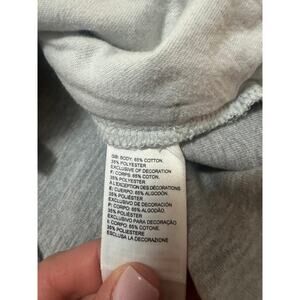 GB: BODY: 65% COTTON,
35% POLYESTER
EXCLUSIVE OF DECORATION
F: CORPS: 65% COTON,
35% POLYESTER
A L'EXCEPTION DES DÉCORATIONS
E: CUERPO: 65% ALGODÓN,
35% POLIÉSTER
EXCLUSIVO DE DECORACIÓN
P: CORPO: 65% ALGODÃO,
35% POLIÉSTER
EXCLUSIVO PARA DECORAÇÃO
I: CORPO: 65% COTONE,
35% POLIESTERE
ESCLUSA LA DECORAZIONE